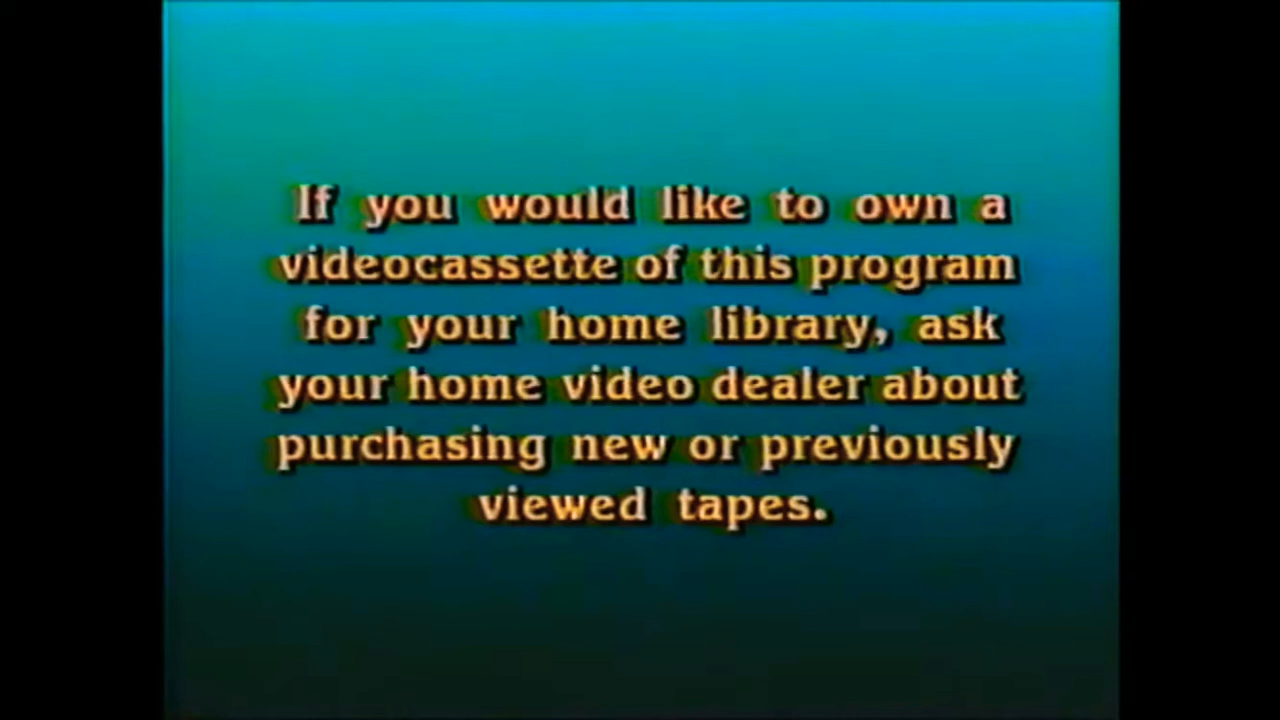 If you would like to own a
videocassette of this program
for your home library, ask
your home video dealer about
purchasing new or previously
viewed tapes.